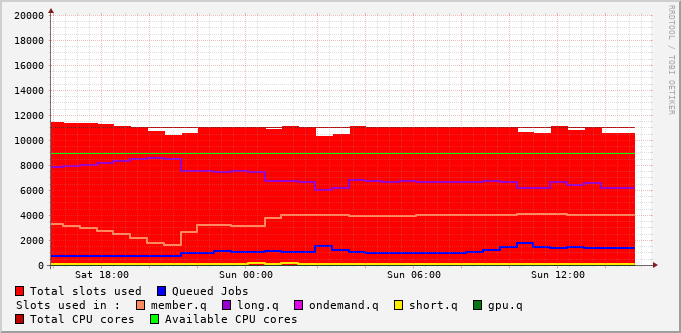 RRDTOOL / TOBI OETIKER
20000
18000
16000
14000
12000
10000
8000
6000
4000
2000
0
Sat 18:00 Sun 00:00 Sun 06:00 Sun 12:00
Total slots used Queued Jobs
Slots used in : member.q long.q ondemand.q short.q gpu.q
Total CPU cores Available CPU cores